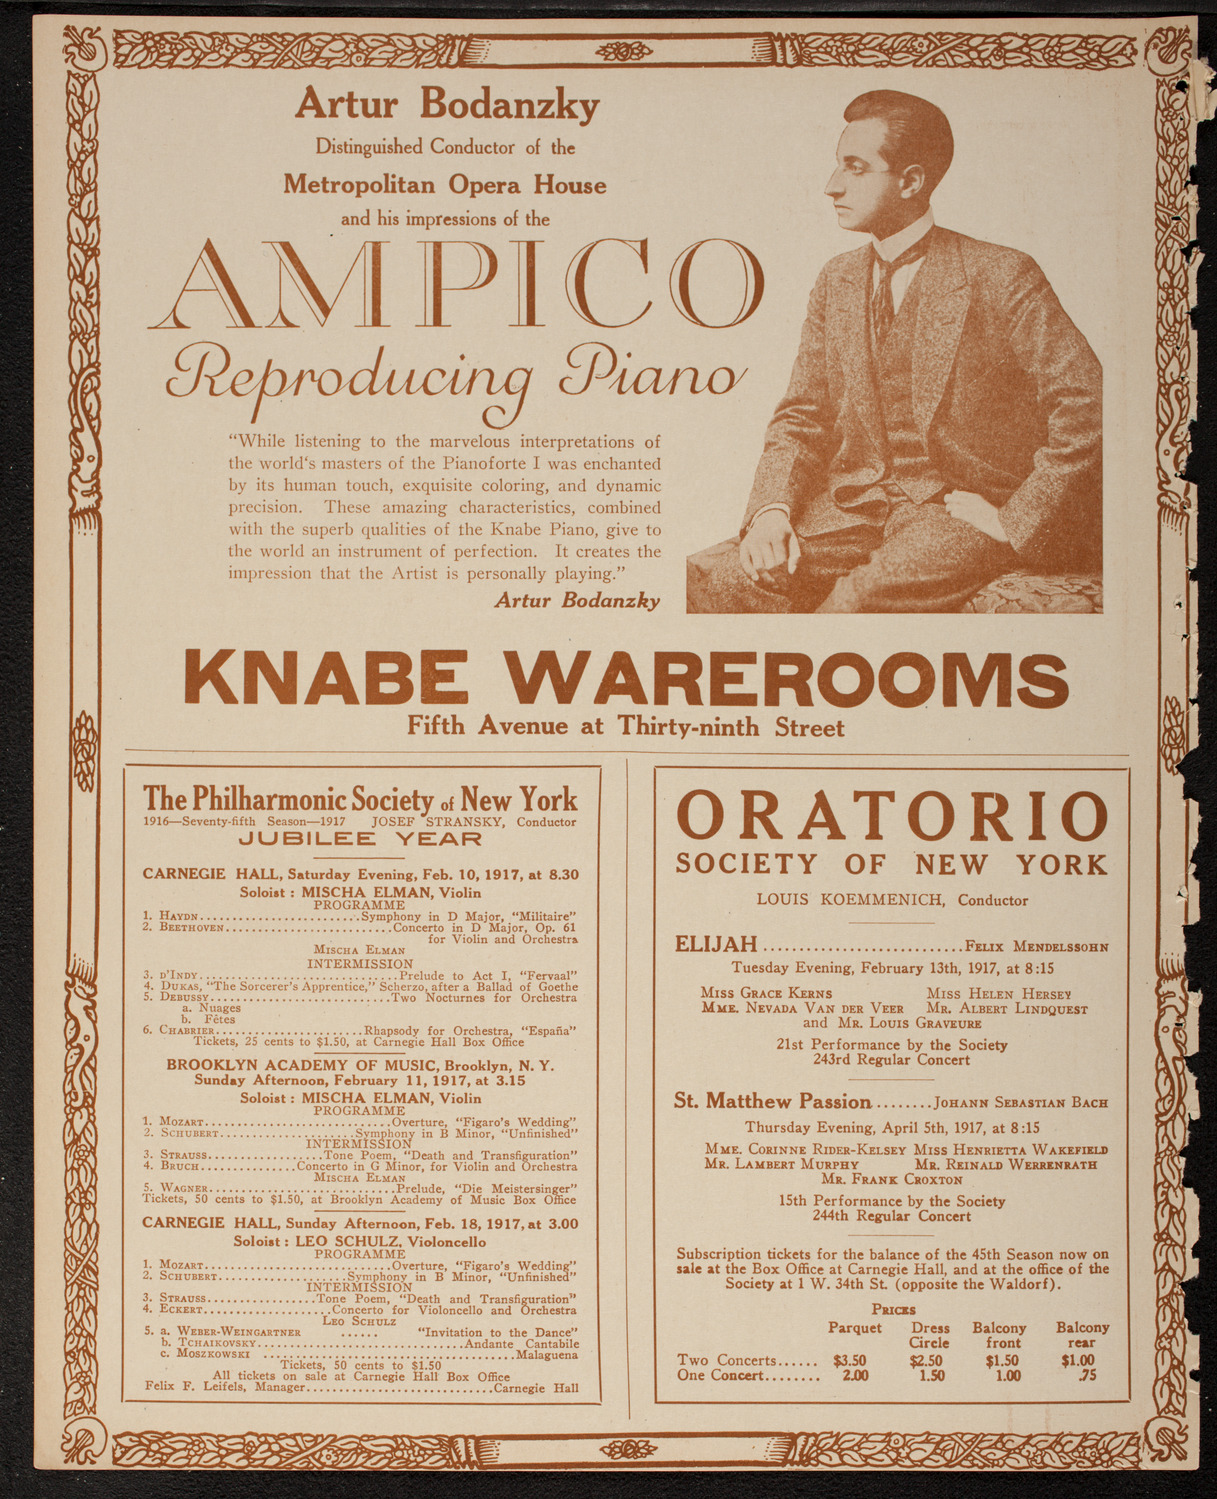 Artur Bodanzky
Distinguished Conductor of the
Metropolitan Opera House
and his impressions of the
AMPICO
Reproducing Piano
"While listening to the marvelous interpretations of
the world's masters of the Pianoforte I was enchanted
by its human touch, exquisite coloring, and dynamic
precision. These amazing characteristics, combined
with the superb qualities of the Knabe Piano, give to
the world an instrument of perfection. It creates the
impression that the Artist is personally playing."
Artur Bodanzky
KNABE WAREROOMS
Fifth Avenue at Thirty-ninth Street
The Philharmonic Society of New York
1916—Seventy-fifth Season—1917 JOSEF STRANSKY, Conductor
JUBILEE YEAR
CARNEGIE HALL, Saturday Evening, Feb. 10, 1917, at 8.30
Soloist : MISCHA ELMAN, Violin
PROGRAMME
1. HAYDN........................Symphony in D Major, "Militaire"
2. BEETHOVEN.........................Concerto in D Major, Op. 61
for Violin and Orchestra
MISCHA ELMAN
INTERMISSION
3. D'INDY..............................Prelude to Act I, "Fervaal"
4. DUKAS, "The Sorcerer's Apprentice," Scherzo, after a Ballad of Goethe
5. DEBUSSY...........................Two Nocturnes for Orchestra
a. Nuages
b. Fêtes
6. CHABRIER......................Rhapsody for Orchestra, "España"
Tickets, 25 cents to $1.50, at Carnegie Hall Box Office
BROOKLYN ACADEMY OF MUSIC, Brooklyn, N. Y.
Sunday Afternoon, February 11, 1917, at 3.15
Soloist : MISCHA ELMAN, Violin
PROGRAMME
1. MOZART............................Overture, "Figaro's Wedding"
2. SCHUBERT....................Symphony in B Minor, "Unfinished"
INTERMISSION
3. STRAUSS.................Tone Poem, "Death and Transfiguration"
4. BRUCH..............Concerto in G Minor, for Violin and Orchestra
MISCHA ELMAN
5. WAGNER............................Prelude, "Die Meistersinger"
Tickets, 50 cents to $1.50, at Brooklyn Academy of Music Box Office
CARNEGIE HALL, Sunday Afternoon, Feb. 18, 1917, at 3.00
Soloist : LEO SCHULZ, Violoncello
PROGRAMME
1. MOZART............................Overture, "Figaro's Wedding"
2. SCHUBERT...................Symphony in B Minor, "Unfinished"
INTERMISSION
3. STRAUSS................Tone Poem, "Death and Transfiguration"
4. ECKERT...................Concerto for Violoncello and Orchestra
LEO SCHULZ
5. a. WEBER-WEINGARTNER ...... "Invitation to the Dance"
b. TCHAIKOVSKY...............................Andante Cantabile
c. MOSZKOWSKI ......................................Malaguena
Tickets, 50 cents to $1.50
All tickets on sale at Carnegie Hall Box Office
Felix F. Leifels, Manager............................Carnegie Hall
ORATORIO
SOCIETY OF NEW YORK
LOUIS KOEMMENICH, Conductor
ELIJAH...........................FELIX MENDELSSOHN
Tuesday Evening, February 13th, 1917, at 8:15
MISS GRACE KERNS MISS HELEN HERSEY
MME. NEVADA VAN DER VEER MR. ALBERT LINDQUEST
and MR. LOUIS GRAVEURE
21st Performance by the Society
243rd Regular Concert
St. Matthew Passion........JOHANN SEBASTIAN BACH
Thursday Evening, April 5th, 1917, at 8:15
MME. CORINNE RIDER-KELSEY MISS HENRIETTA WAKEFIELD
MR. LAMBERT MURPHY MR. REINALD WERRENRATH
MR. FRANK CROXTON
15th Performance by the Society
244th Regular Concert
Subscription tickets for the balance of the 45th Season now on
sale at the Box Office at Carnegie Hall, and at the office of the
Society at 1 W. 34th St. (opposite the Waldorf).
PRICES
Parquet Dress Balcony Balcony
Circle front rear
Two Concerts...... $3.50 $2.50 $1.50 $1.00
One Concert........ 2.00 1.50 1.00 .75